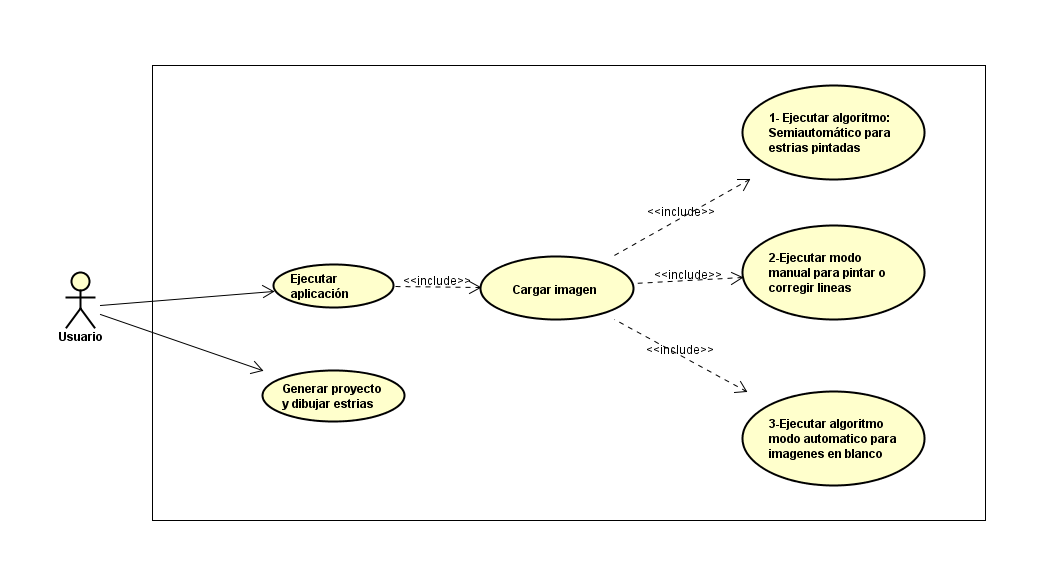 1- Ejecutar algoritmo:
Semiautomático para
estrias pintadas
<<include>>
2-Ejecutar modo
manual para pintar o
corregir lineas
<<include>>
Ejecutar
aplicación
<<include>>
Cargar imagen
Usuario
<<include>>
Generar proyecto
y dibujar estrias
3-Ejecutar algoritmo
modo automatico para
imagenes en blanco